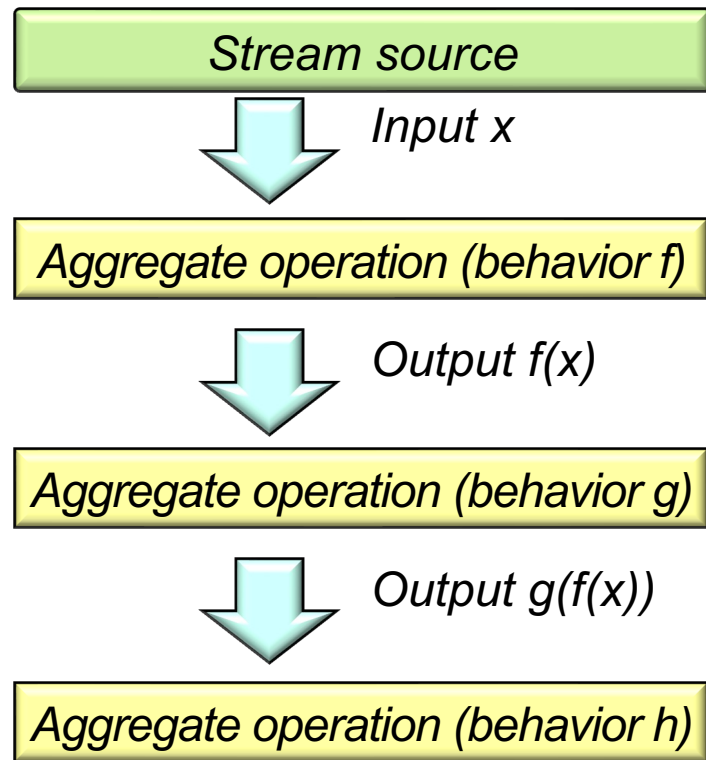 Stream source
Input x
Aggregate operation (behavior f)
Output f(x)
Aggregate operation (behavior g)
Output g(f(x))
Aggregate operation (behavior h)